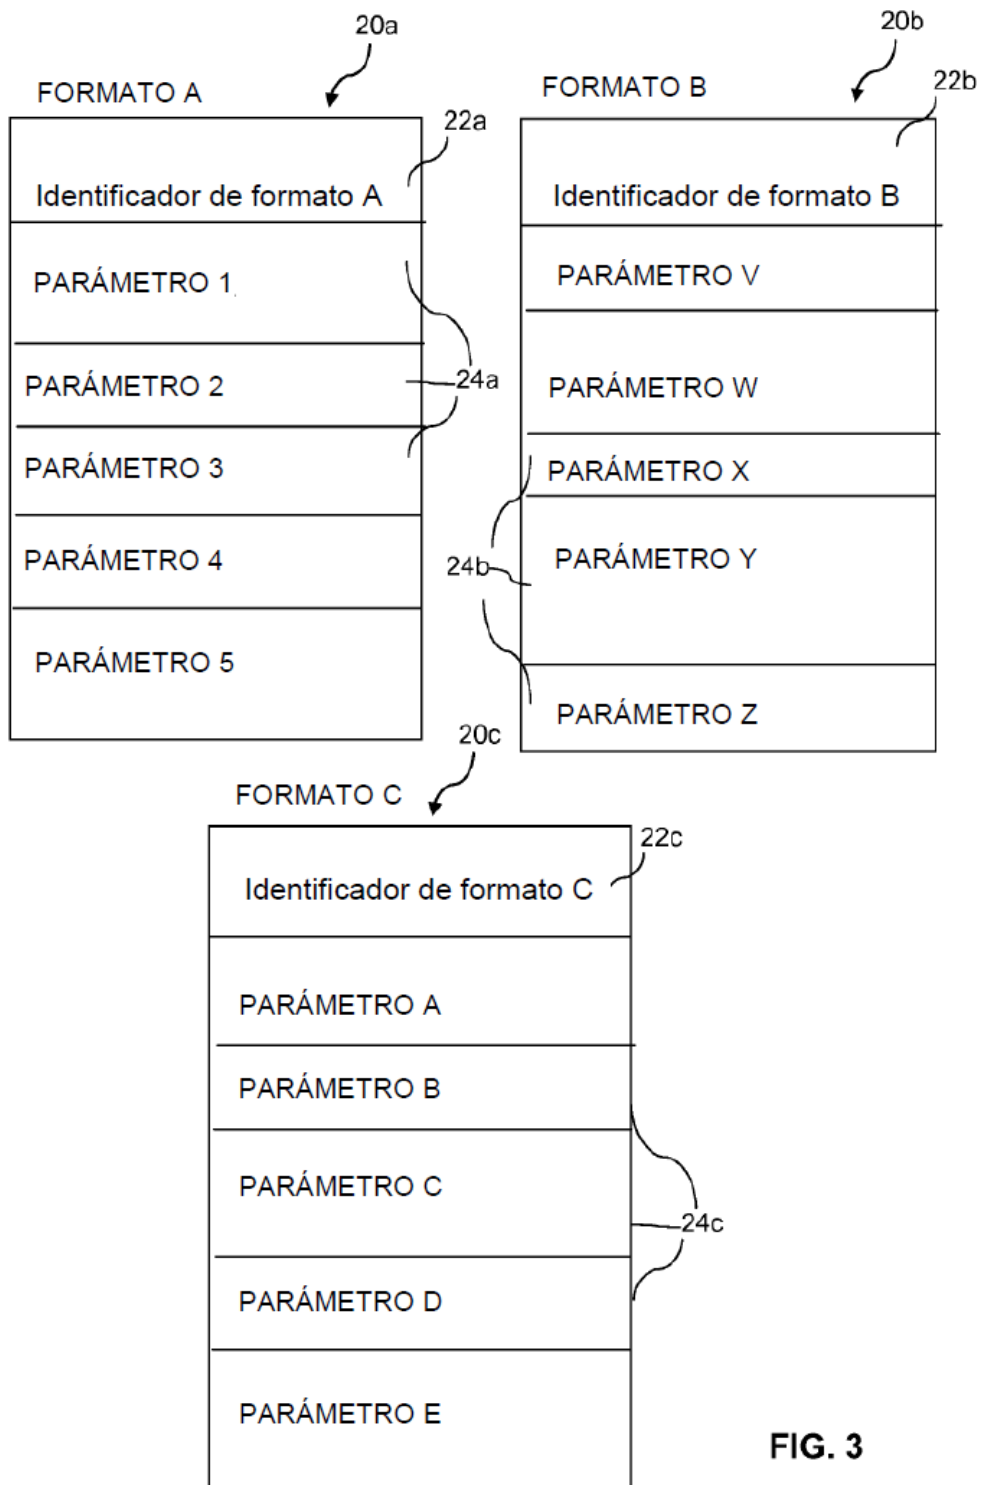 20a
FORMATO A
22a
Identificador de formato A
PARÁMETRO 1
PARÁMETRO 2
24a
PARÁMETRO 3
PARÁMETRO 4
PARÁMETRO 5
20b
FORMATO B
22b
Identificador de formato B
PARÁMETRO V
PARÁMETRO W
PARÁMETRO X
24b
PARÁMETRO Y
PARÁMETRO Z
20c
FORMATO C
22c
Identificador de formato C
PARÁMETRO A
PARÁMETRO B
PARÁMETRO C
24c
PARÁMETRO D
PARÁMETRO E
FIG. 3